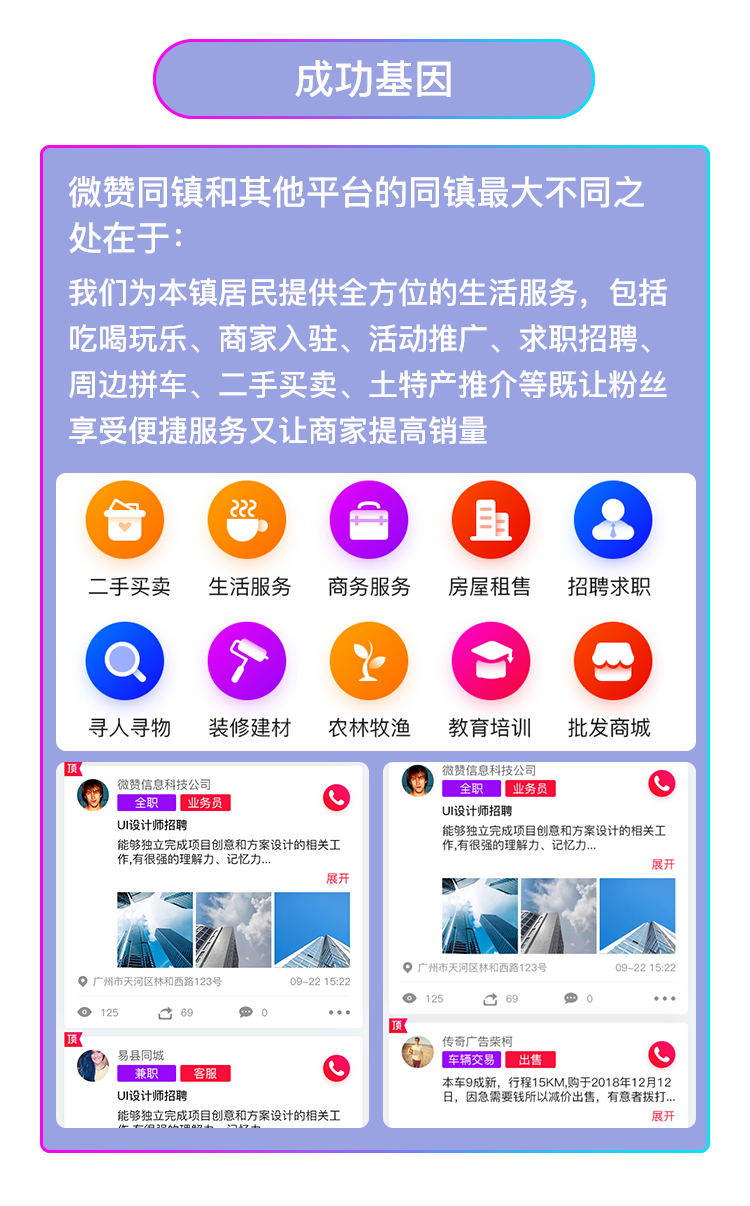 成功基因
微赞同镇和其他平台的同镇最大不同之
处在于：
我们为本镇居民提供全方位的生活服务，包括
吃喝玩乐、商家入驻、活动推广、求职招聘、
周边拼车、二手买卖、土特产推介等既让粉丝
享受便捷服务又让商家提高销量
二手买卖 生活服务 商务服务 房屋租售 招聘求职
寻人寻物 装修建材 农林牧渔 教育培训 批发商城
顶
微赞信息科技公司
全职 业务员
UI设计师招聘
能够独立完成项目创意和方案设计的相关工
作,有很强的理解力、记忆力...
展开
广州市天河区林和西路123号 09-22 15:22
125 69 0
顶
易县同城
兼职 客服
UI设计师招聘
能够独立完成项目创意和方案设计的相关工
微赞信息科技公司
全职 业务员
UI设计师招聘
能够独立完成项目创意和方案设计的相关工
作,有很强的理解力、记忆力...
展开
广州市天河区林和西路123号 09-22 15:22
125 69 0
顶
传奇广告柴柯
车辆交易 出售
本车9成新，行程15KM,购于2018年12月12
日，因急需要钱所以减价出售，有意者拨打...
展开